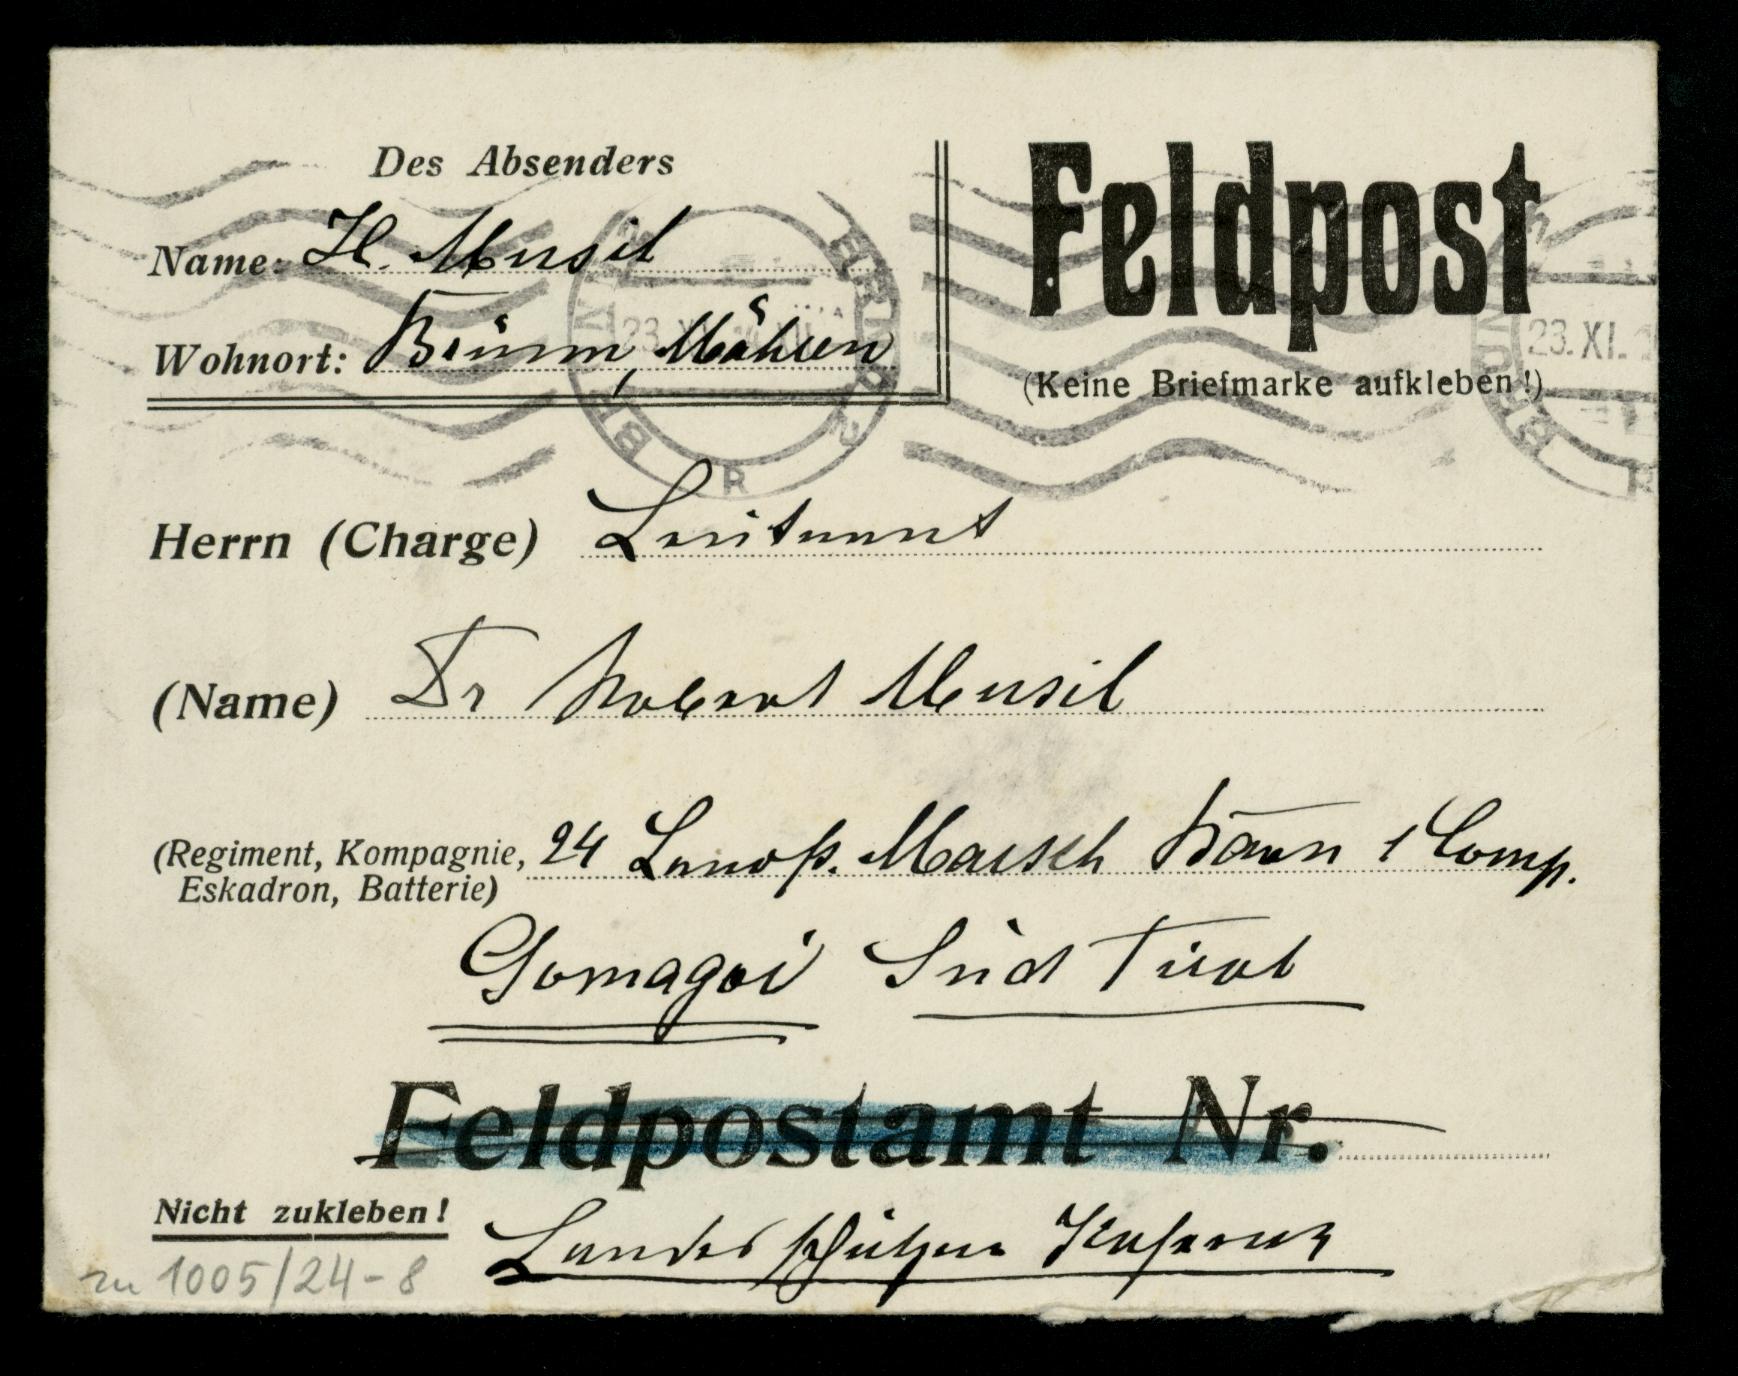 Des Absenders
Name: H. Musil
Wohnort: Brünn, Mähren
Feldpost
(Keine Briefmarke aufkleben!)
23. XI.
Herrn (Charge) Leutnant
(Name) Dr Robert Musil
(Regiment, Kompagnie, 24 Landst. Marsch Baon 1 Comp.
Eskadron, Batterie)
Gomagoi Süd Tirol
Feldpostamt Nr.
Nicht zukleben!
Landesschützen Kaserne
zu 1005/24-8